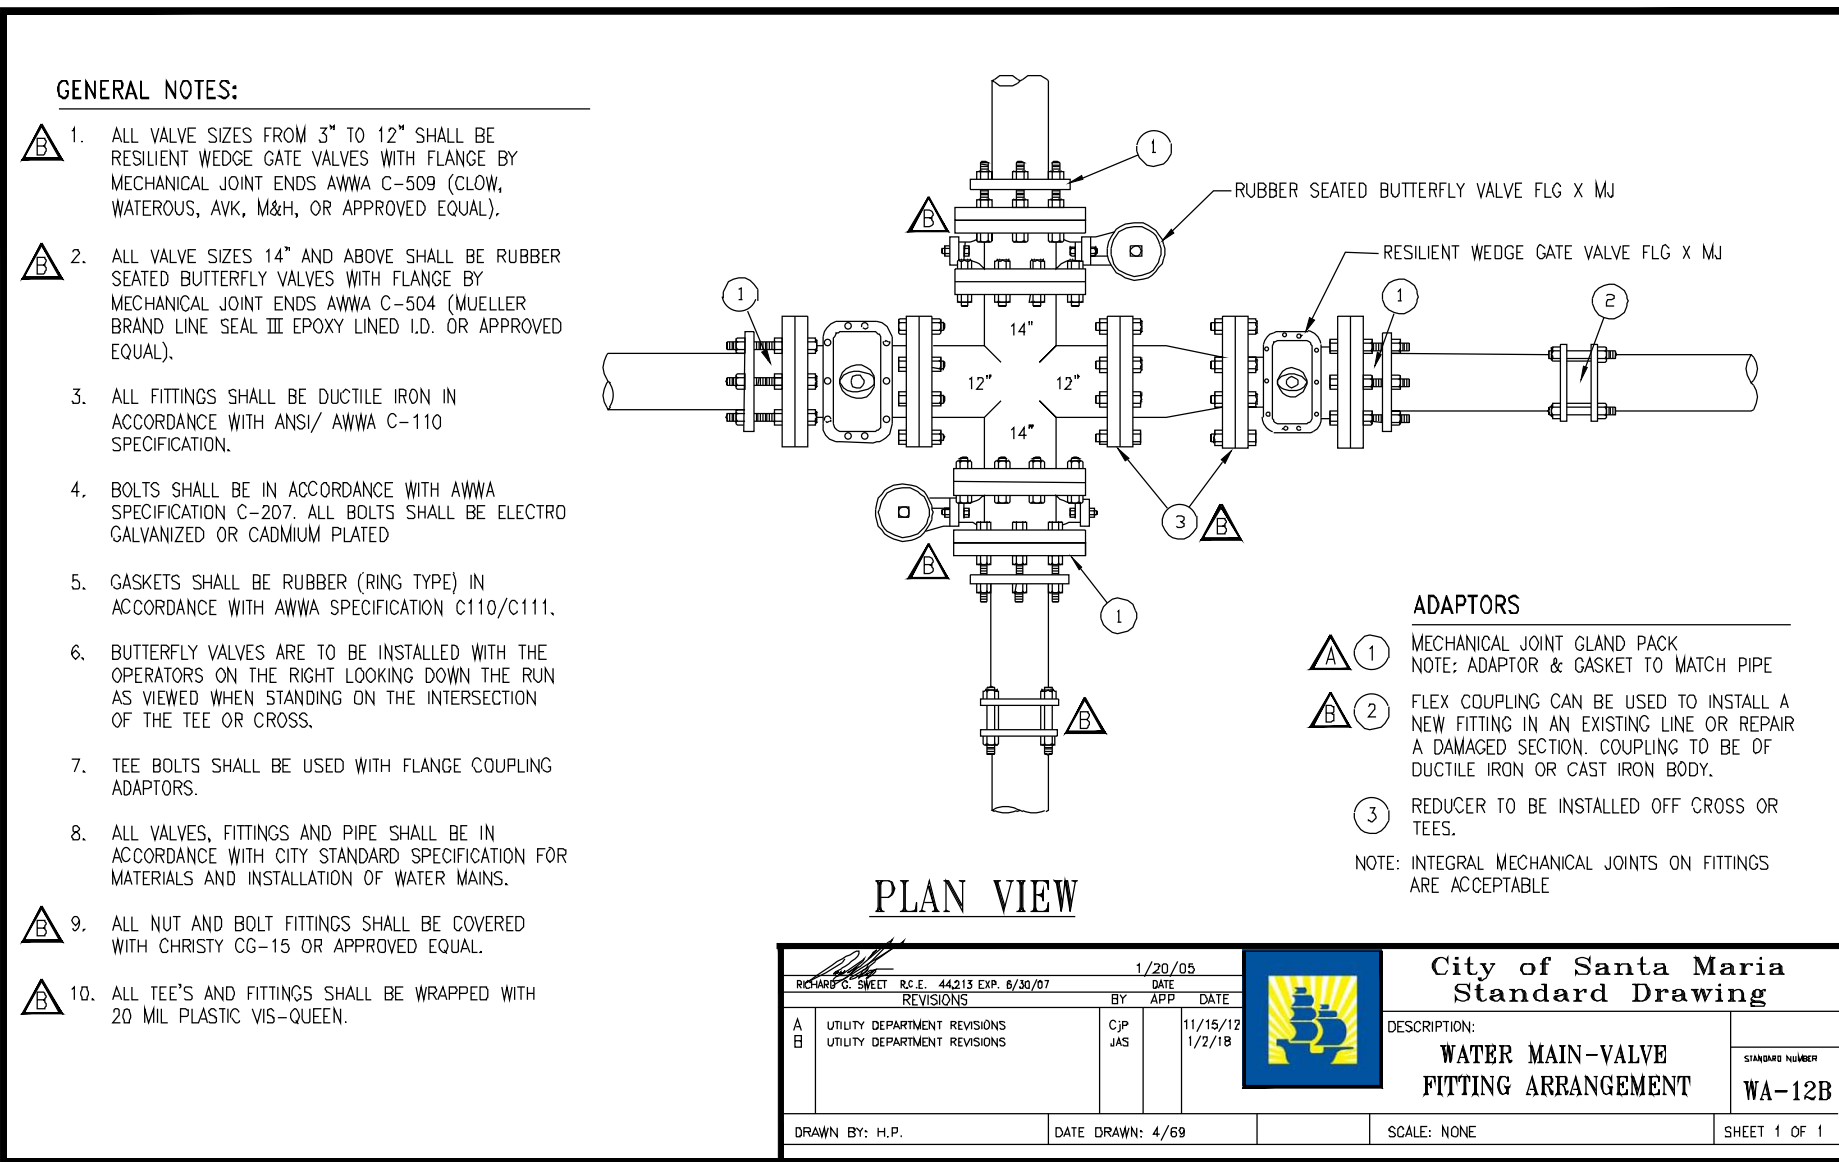 GENERAL NOTES:
B 1. ALL VALVE SIZES FROM 3" TO 12" SHALL BE
RESILIENT WEDGE GATE VALVES WITH FLANGE BY
MECHANICAL JOINT ENDS AWWA C-509 (CLOW,
WATEROUS, AVK, M&H, OR APPROVED EQUAL).
B 2. ALL VALVE SIZES 14" AND ABOVE SHALL BE RUBBER
SEATED BUTTERFLY VALVES WITH FLANGE BY
MECHANICAL JOINT ENDS AWWA C-504 (MUELLER
BRAND LINE SEAL III EPOXY LINED I.D. OR APPROVED
EQUAL).
3. ALL FITTINGS SHALL BE DUCTILE IRON IN
ACCORDANCE WITH ANSI/ AWWA C-110
SPECIFICATION.
4. BOLTS SHALL BE IN ACCORDANCE WITH AWWA
SPECIFICATION C-207. ALL BOLTS SHALL BE ELECTRO
GALVANIZED OR CADMIUM PLATED
5. GASKETS SHALL BE RUBBER (RING TYPE) IN
ACCORDANCE WITH AWWA SPECIFICATION C110/C111.
6. BUTTERFLY VALVES ARE TO BE INSTALLED WITH THE
OPERATORS ON THE RIGHT LOOKING DOWN THE RUN
AS VIEWED WHEN STANDING ON THE INTERSECTION
OF THE TEE OR CROSS.
7. TEE BOLTS SHALL BE USED WITH FLANGE COUPLING
ADAPTORS.
8. ALL VALVES, FITTINGS AND PIPE SHALL BE IN
ACCORDANCE WITH CITY STANDARD SPECIFICATION FOR
MATERIALS AND INSTALLATION OF WATER MAINS.
B 9. ALL NUT AND BOLT FITTINGS SHALL BE COVERED
WITH CHRISTY CG-15 OR APPROVED EQUAL.
B 10. ALL TEE'S AND FITTINGS SHALL BE WRAPPED WITH
20 MIL PLASTIC VIS-QUEEN.
1
RUBBER SEATED BUTTERFLY VALVE FLG X MJ
B
RESILIENT WEDGE GATE VALVE FLG X MJ
1
1
2
14"
12"
12"
14"
3
B
B
1
B
ADAPTORS
A 1 MECHANICAL JOINT GLAND PACK
NOTE: ADAPTOR & GASKET TO MATCH PIPE
B 2 FLEX COUPLING CAN BE USED TO INSTALL A
NEW FITTING IN AN EXISTING LINE OR REPAIR
A DAMAGED SECTION. COUPLING TO BE OF
DUCTILE IRON OR CAST IRON BODY.
3 REDUCER TO BE INSTALLED OFF CROSS OR
TEES.
NOTE: INTEGRAL MECHANICAL JOINTS ON FITTINGS
ARE ACCEPTABLE
PLAN VIEW
1/20/05
RICHARD G. SWEET R.C.E. 44,213 EXP. 6/30/07 DATE
REVISIONS BY APP DATE
A UTILITY DEPARTMENT REVISIONS CjP 11/15/12
B UTILITY DEPARTMENT REVISIONS JAS 1/2/18
City of Santa Maria
Standard Drawing
DESCRIPTION:
WATER MAIN-VALVE
FITTING ARRANGEMENT
STANDARD NUMBER
WA-12B
DRAWN BY: H.P. DATE DRAWN: 4/69 SCALE: NONE SHEET 1 OF 1